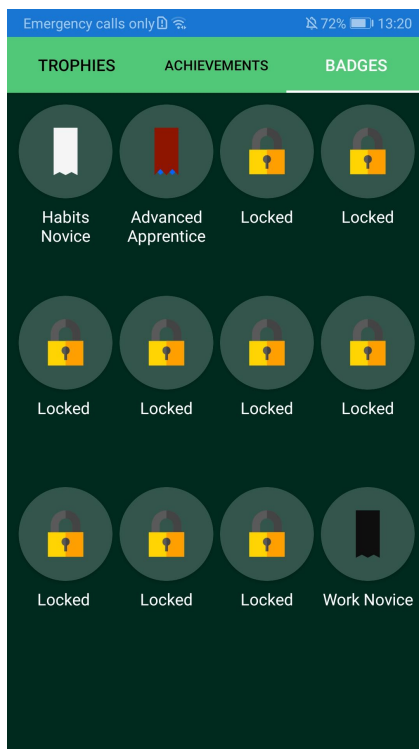 Emergency calls only 72% 13:20
TROPHIES ACHIEVEMENTS BADGES
Habits Advanced Locked Locked
Novice Apprentice
Locked Locked Locked Locked
Locked Locked Locked Work Novice